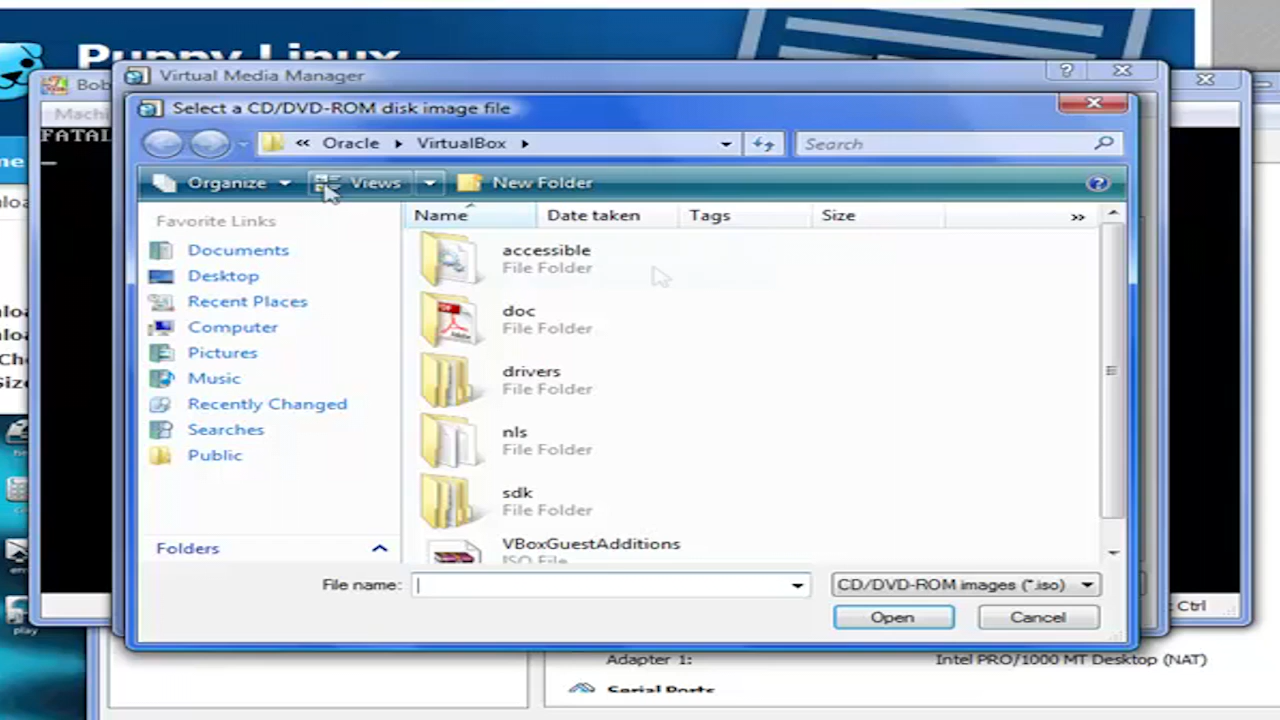 Puppy Linux
Bob
Virtual Media Manager
Select a CD/DVD-ROM disk image file
Machi
FATAL
« Oracle ▸ VirtualBox ▸
Search
Organize
Views
New Folder
Favorite Links
Documents
Desktop
Recent Places
Computer
Pictures
Music
Recently Changed
Searches
Public
Folders
Name
Date taken
Tags
Size
»
accessible
File Folder
doc
File Folder
drivers
File Folder
nls
File Folder
sdk
File Folder
VBoxGuestAdditions
ISO File
File name:
CD/DVD-ROM images (*.iso)
Open
Cancel
Ctrl
play
Adapter 1:
Intel PRO/1000 MT Desktop (NAT)
Serial Ports